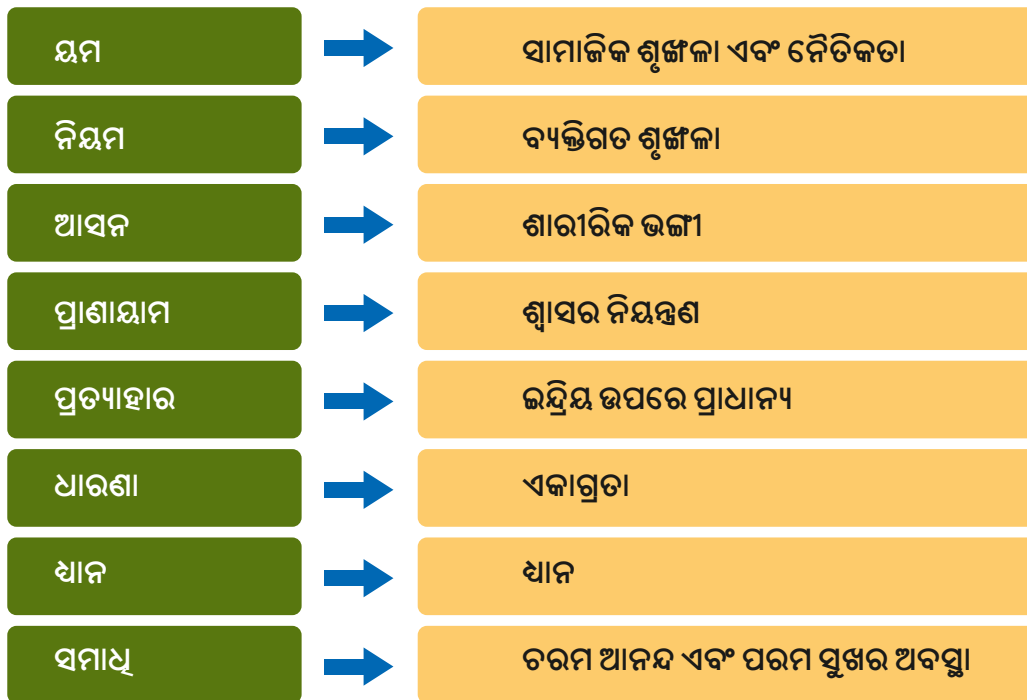 ୟମ ସାମାଜିକ ଶୃଙ୍ଖଳା ଏବଂ ନୈତିକତା
ନିୟମ ବ୍ୟକ୍ତିଗତ ଶୃଙ୍ଖଳା
ଆସନ ଶାରୀରିକ ଭଙ୍ଗୀ
ପ୍ରାଣାୟାମ ଶ୍ୱାସର ନିୟନ୍ତ୍ରଣ
ପ୍ରତ୍ୟାହାର ଇନ୍ଦ୍ରିୟ ଉପରେ ପ୍ରାଧାନ୍ୟ
ଧାରଣା ଏକାଗ୍ରତା
ଧ୍ୟାନ ଧ୍ୟାନ
ସମାଧି ଚରମ ଆନନ୍ଦ ଏବଂ ପରମ ସୁଖର ଅବସ୍ଥା